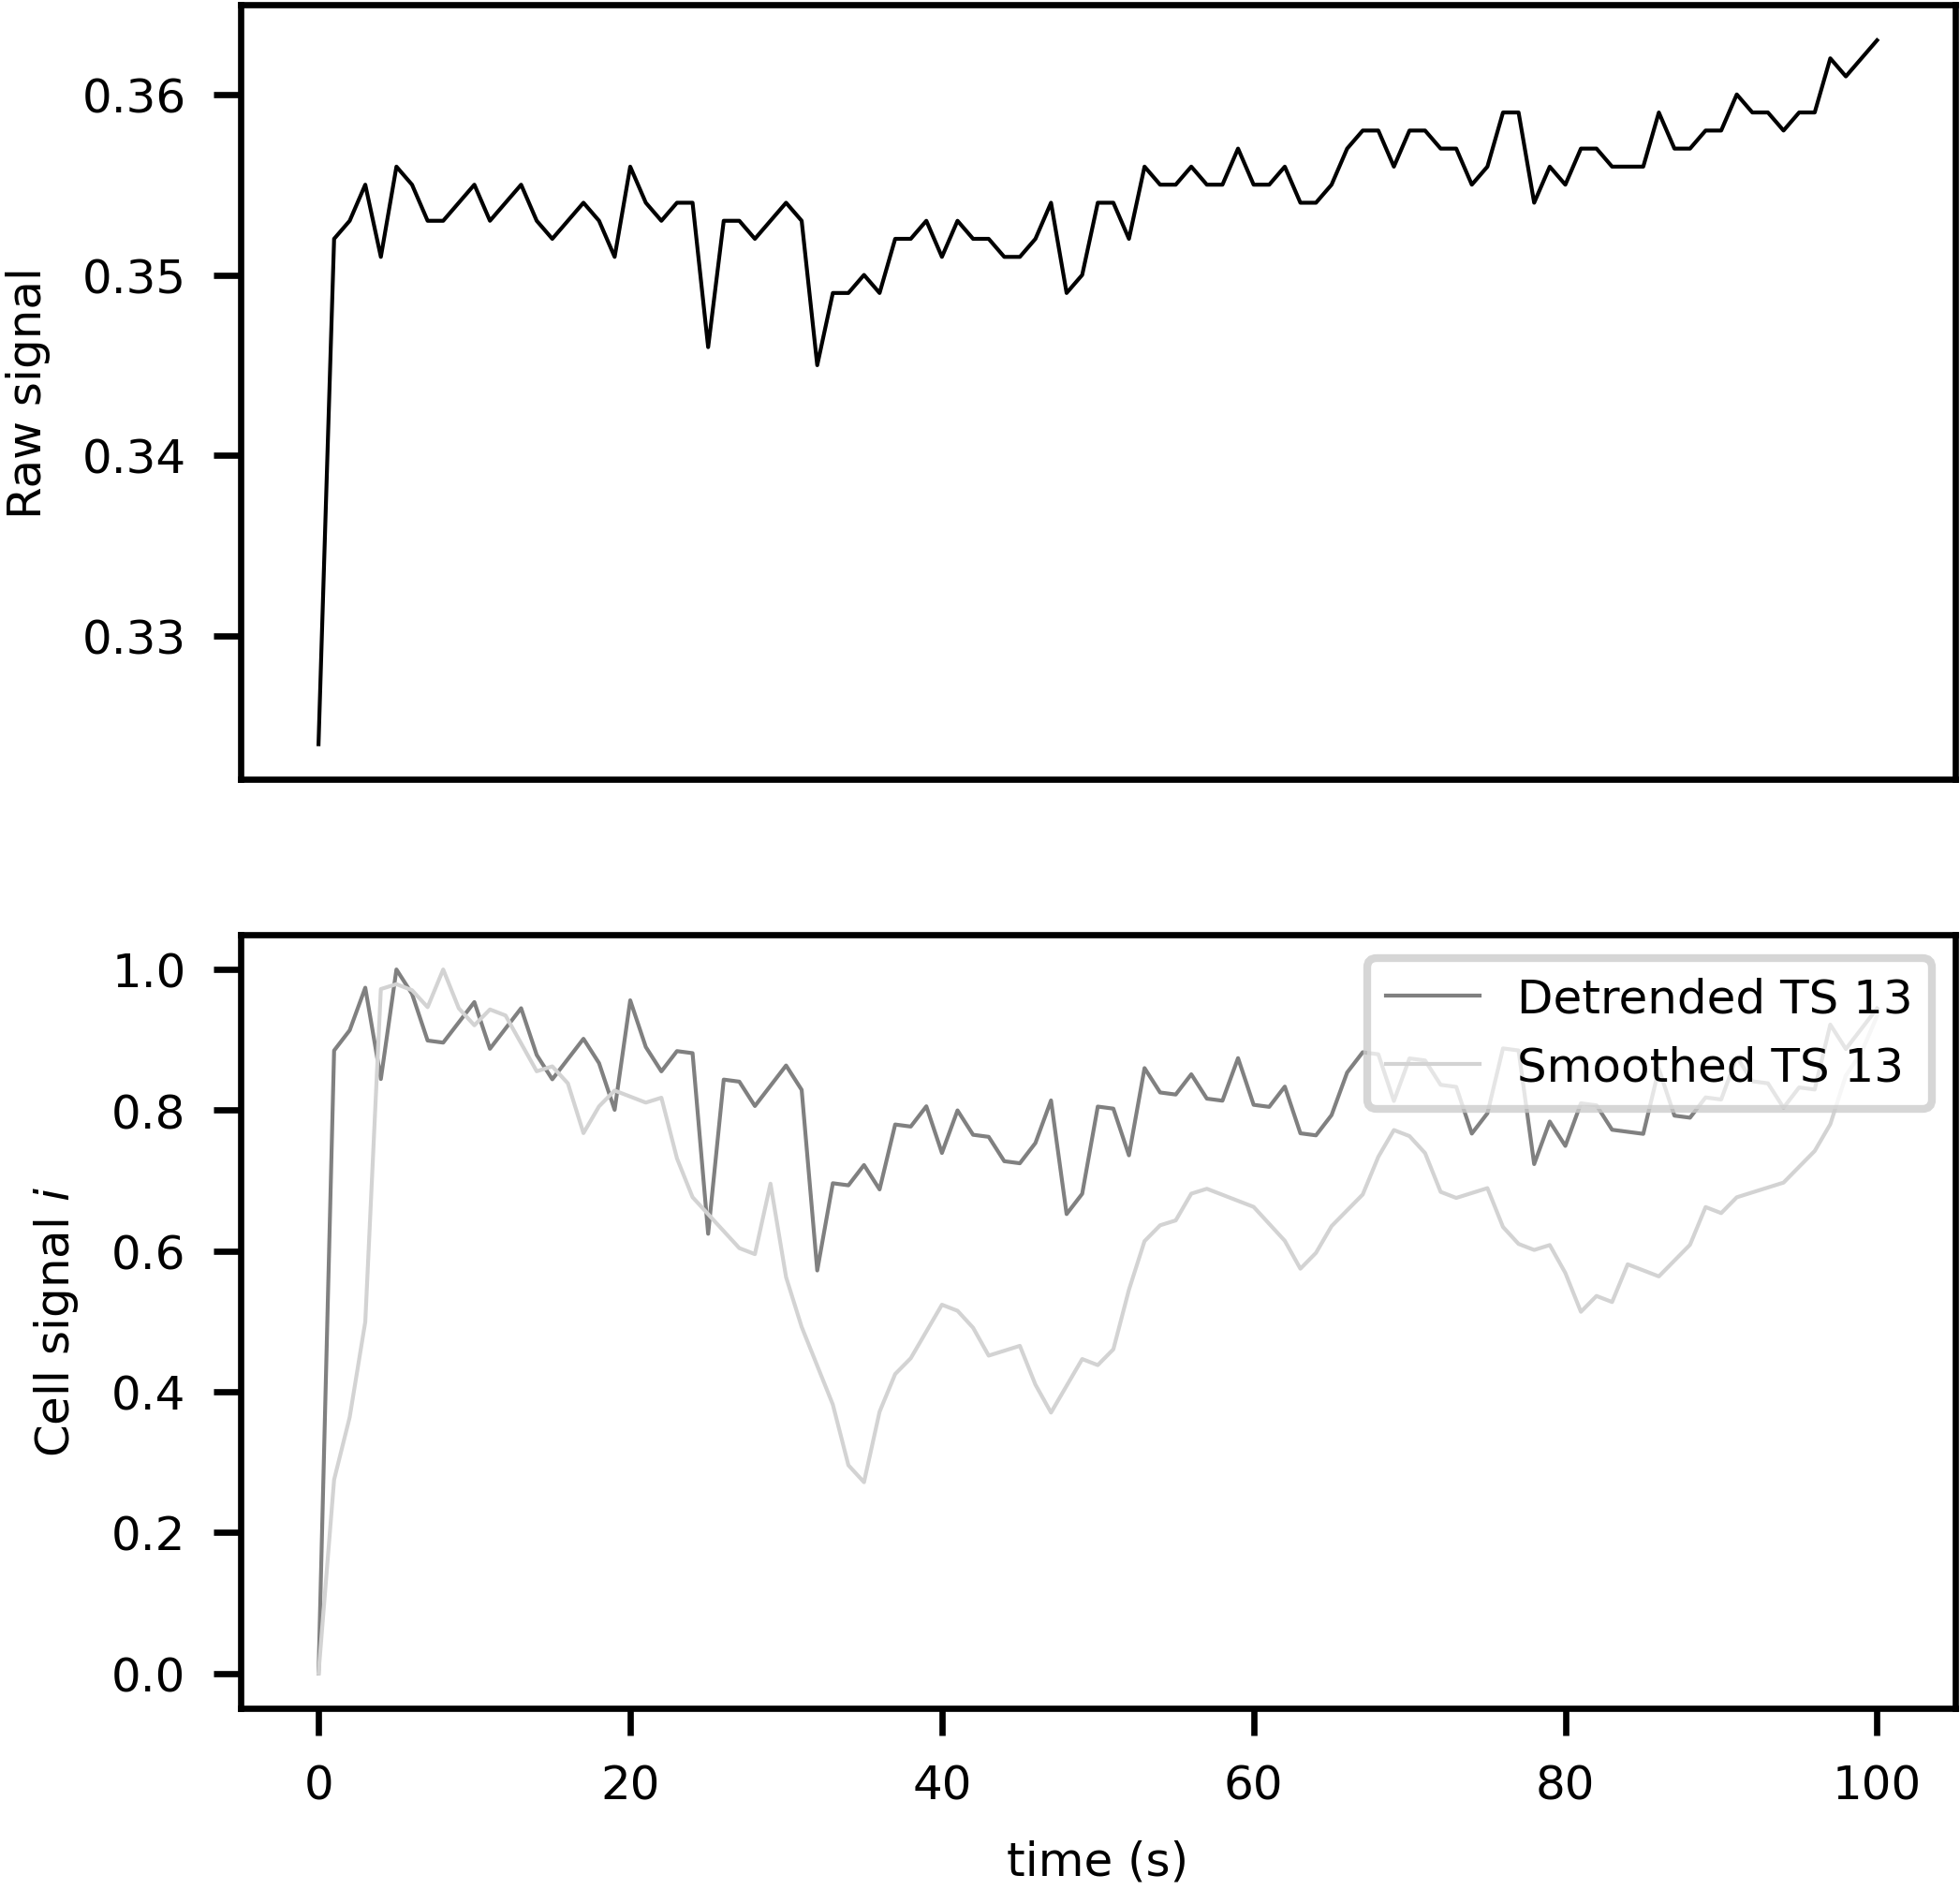 0.36
0.35
0.34
0.33
Raw signal
1.0
0.8
0.6
0.4
0.2
0.0
Cell signal i
Detrended TS 13
Smoothed TS 13
0 20 40 60 80 100
time (s)